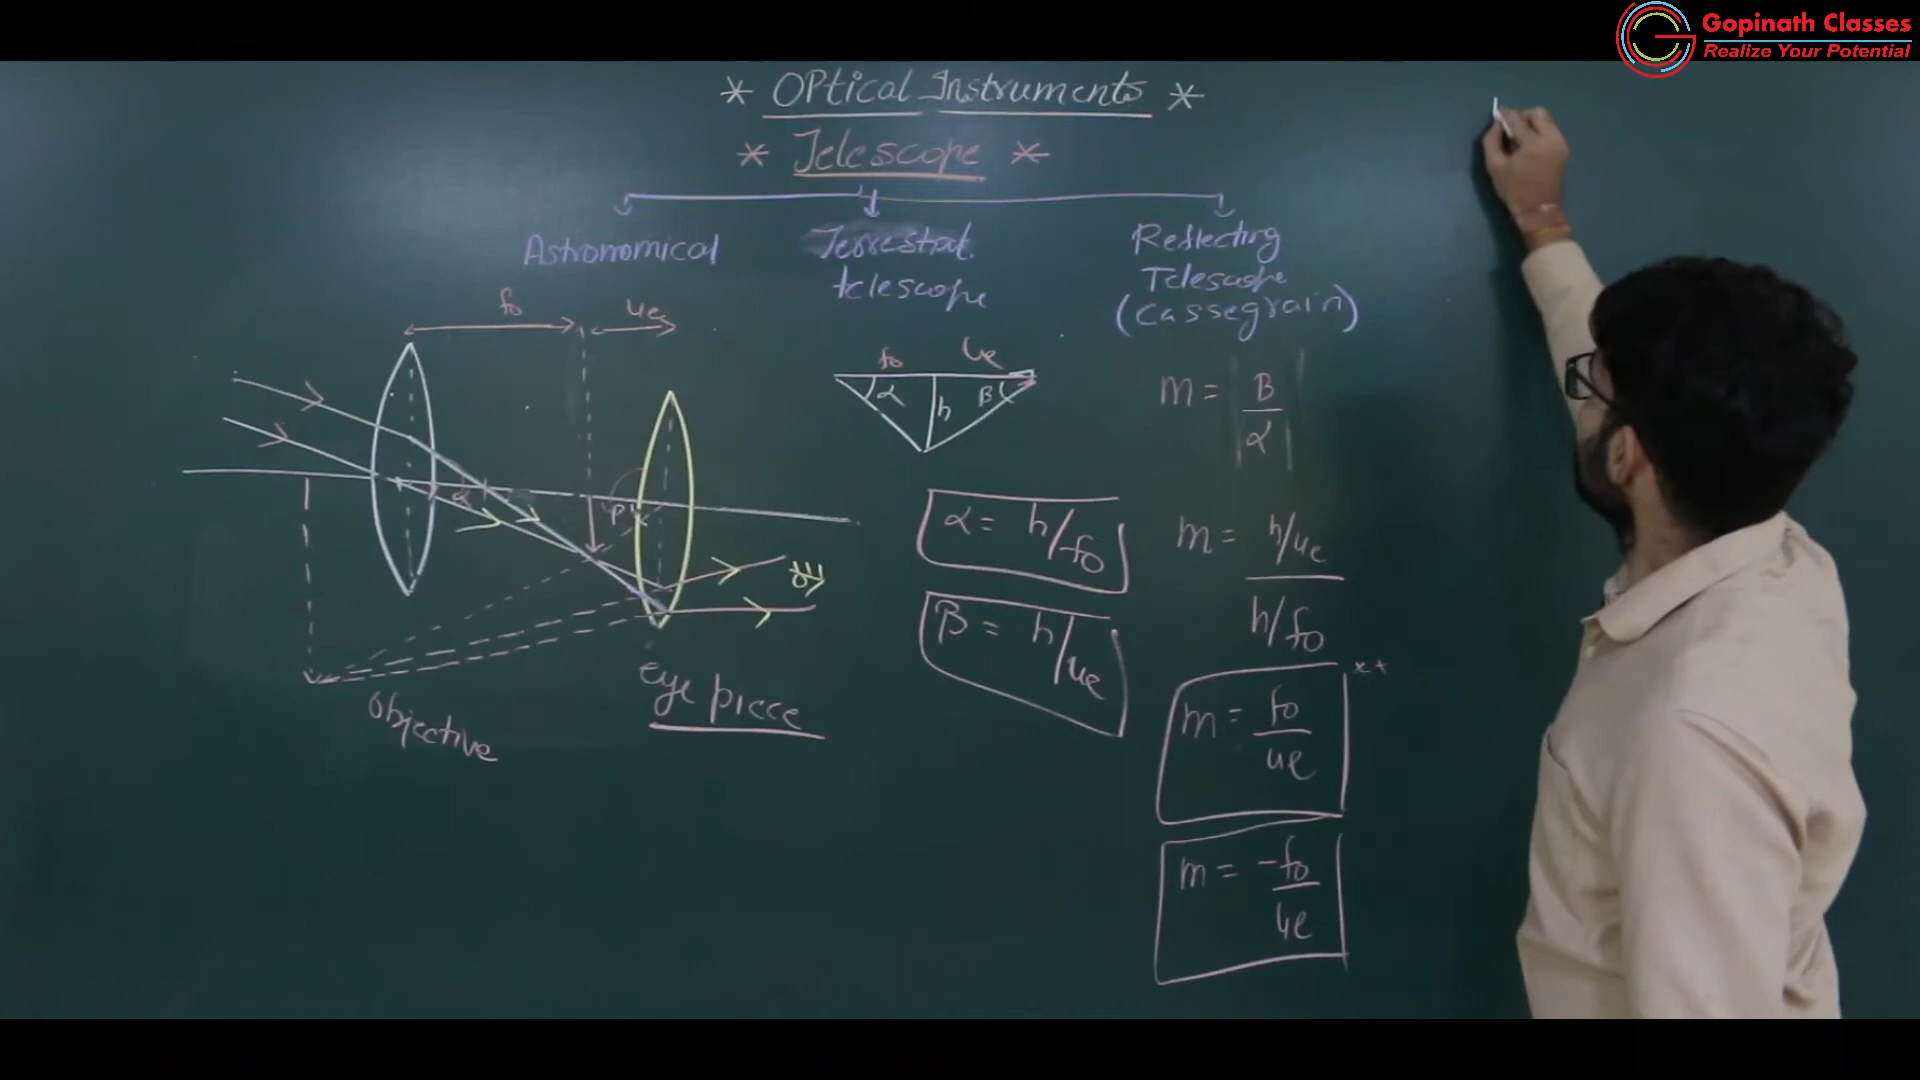 Gopinath Classes
Realize Your Potential
* OPtical Instruments *
* Telescope *
Astronomical
Terrestrial
telescope
Reflecting
Telescope
(Cassegrain)
fo
ue
fo
ue
α
β
h
m = |β/α|
α
β
α = h/fo
m = h/ue
h/fo
β = h/ue
**
m = fo/ue
eye piece
Objective
m = -fo/ue